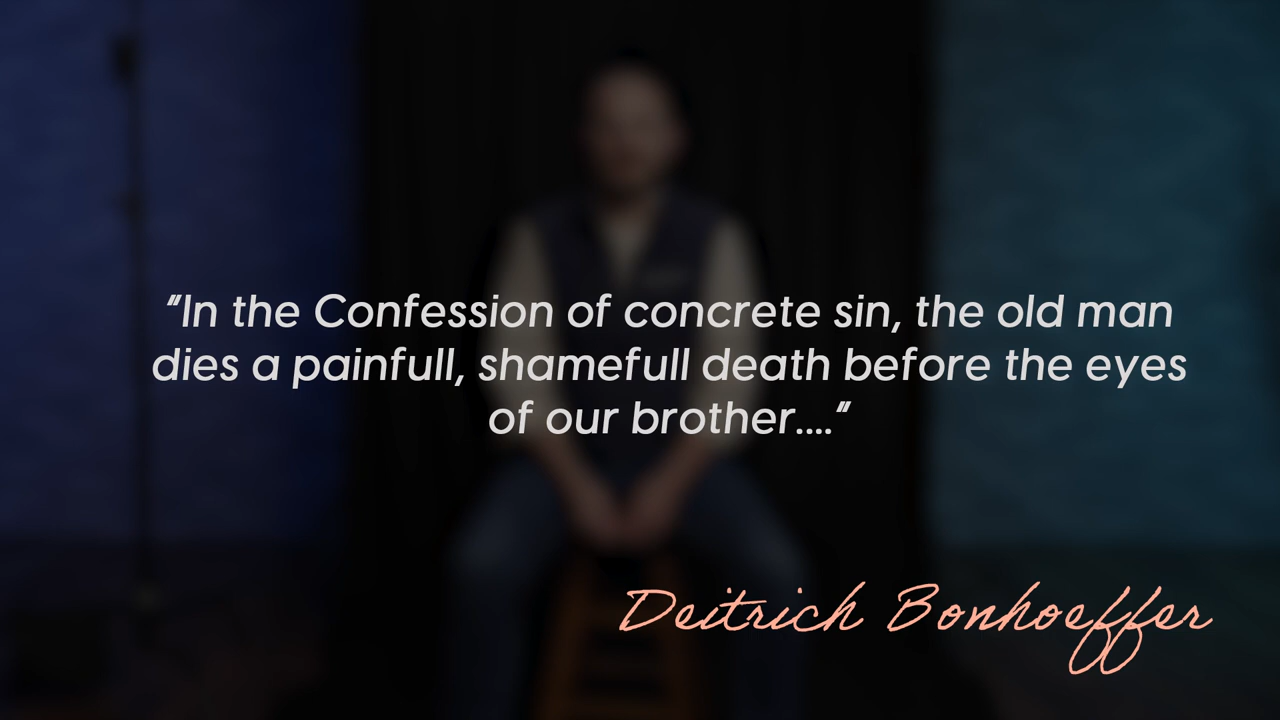 "In the Confession of concrete sin, the old man
dies a painfull, shamefull death before the eyes
of our brother...."
Deitrich Bonhoeffer